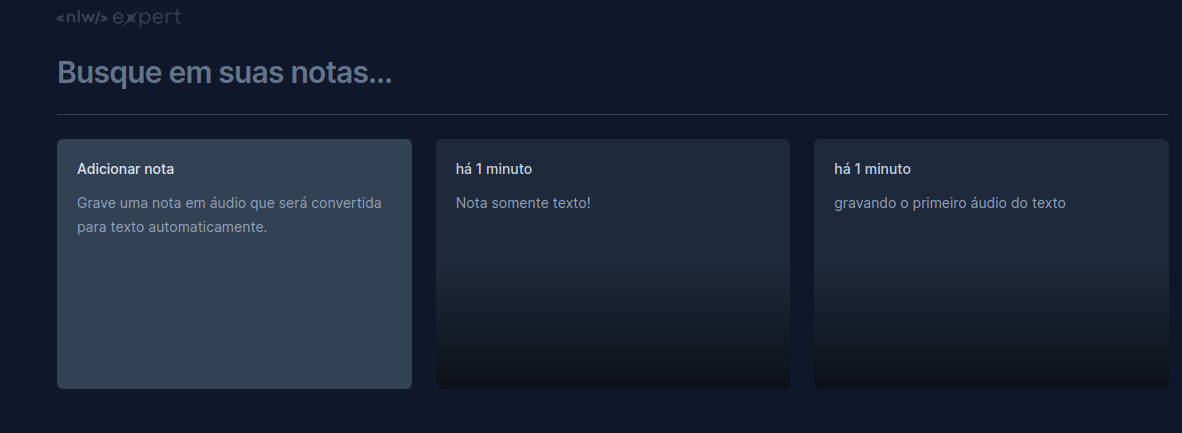 <nlw/> expert
Busque em suas notas...
Adicionar nota
Grave uma nota em áudio que será convertida
para texto automaticamente.
há 1 minuto
Nota somente texto!
há 1 minuto
gravando o primeiro áudio do texto